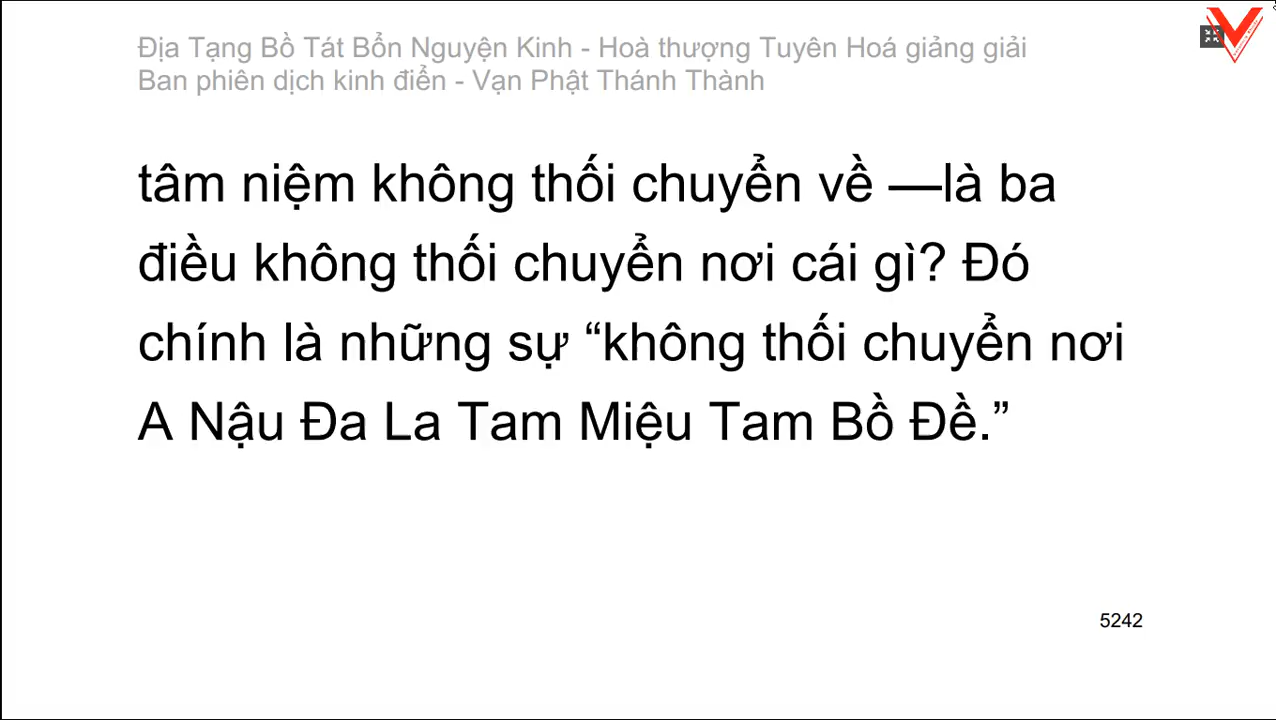 Địa Tạng Bồ Tát Bổn Nguyện Kinh - Hoà thượng Tuyên Hoá giảng giải
Ban phiên dịch kinh điển - Vạn Phật Thánh Thành
tâm niệm không thối chuyển về —là ba
điều không thối chuyển nơi cái gì? Đó
chính là những sự “không thối chuyển nơi
A Nậu Đa La Tam Miệu Tam Bồ Đề.”
5242